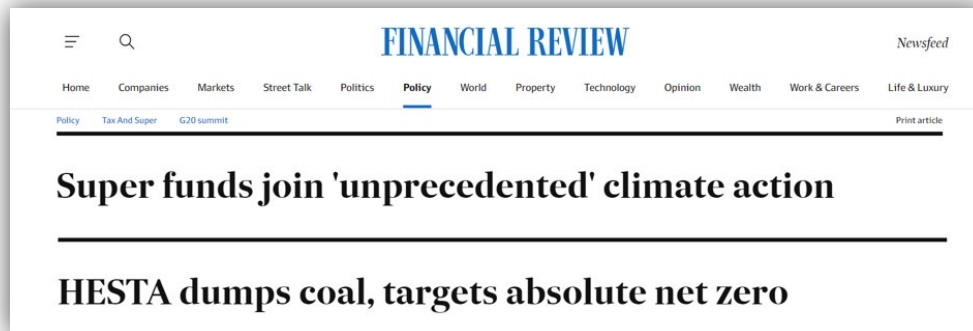 FINANCIAL REVIEW Newsfeed
Home Companies Markets Street Talk Politics Policy World Property Technology Opinion Wealth Work & Careers Life & Luxury
Policy Tax And Super G20 summit Print article
Super funds join 'unprecedented' climate action
HESTA dumps coal, targets absolute net zero